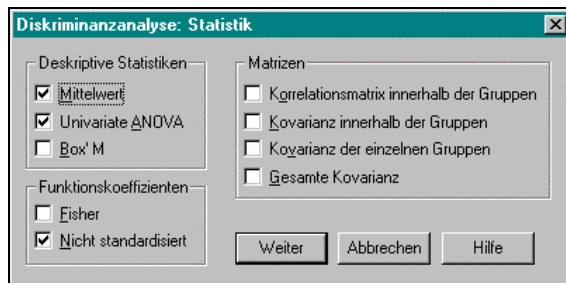 Diskriminanzanalyse: Statistik
Deskriptive Statistiken
Mittelwert
Univariate ANOVA
Box' M
Funktionskoeffizienten
Fisher
Nicht standardisiert
Matrizen
Korrelationsmatrix innerhalb der Gruppen
Kovarianz innerhalb der Gruppen
Kovarianz der einzelnen Gruppen
Gesamte Kovarianz
Weiter
Abbrechen
Hilfe